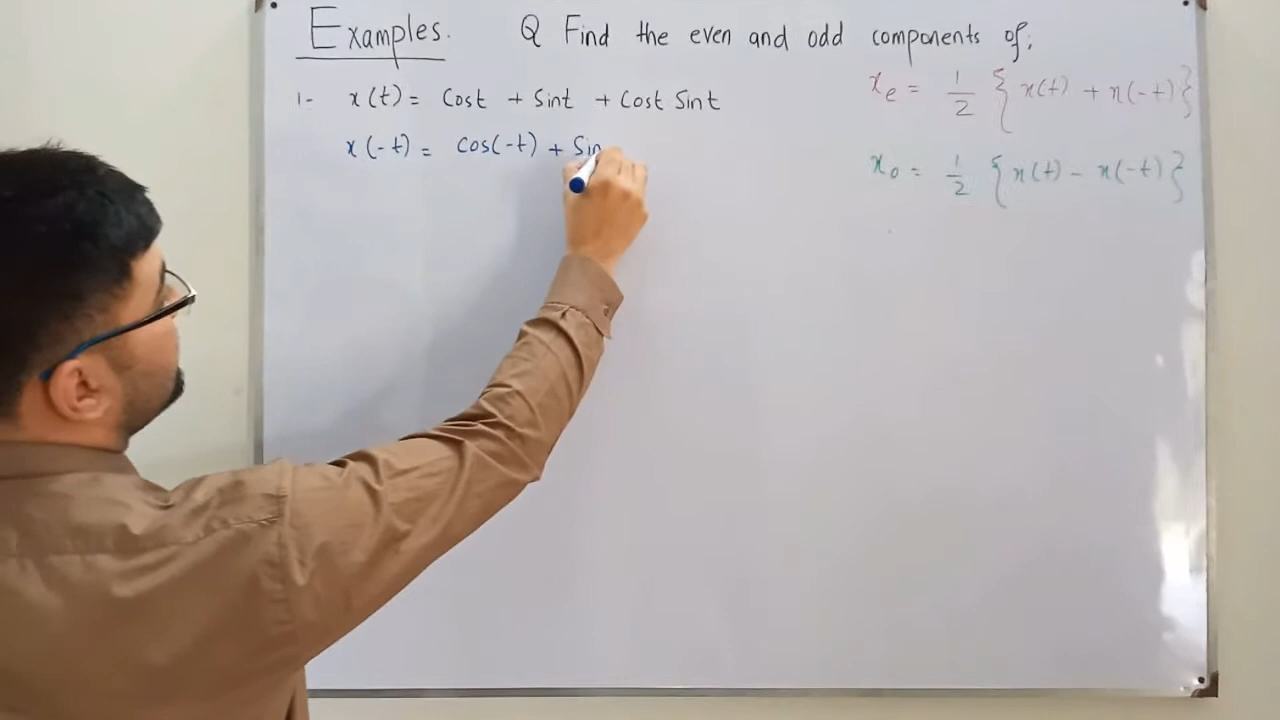 Examples. Q Find the even and odd components of;
1- x(t) = Cost + Sint + Cost Sint
x(-t) = cos(-t) + Sin
xe = 1/2 {x(t) + x(-t)}
xo = 1/2 {x(t) - x(-t)}